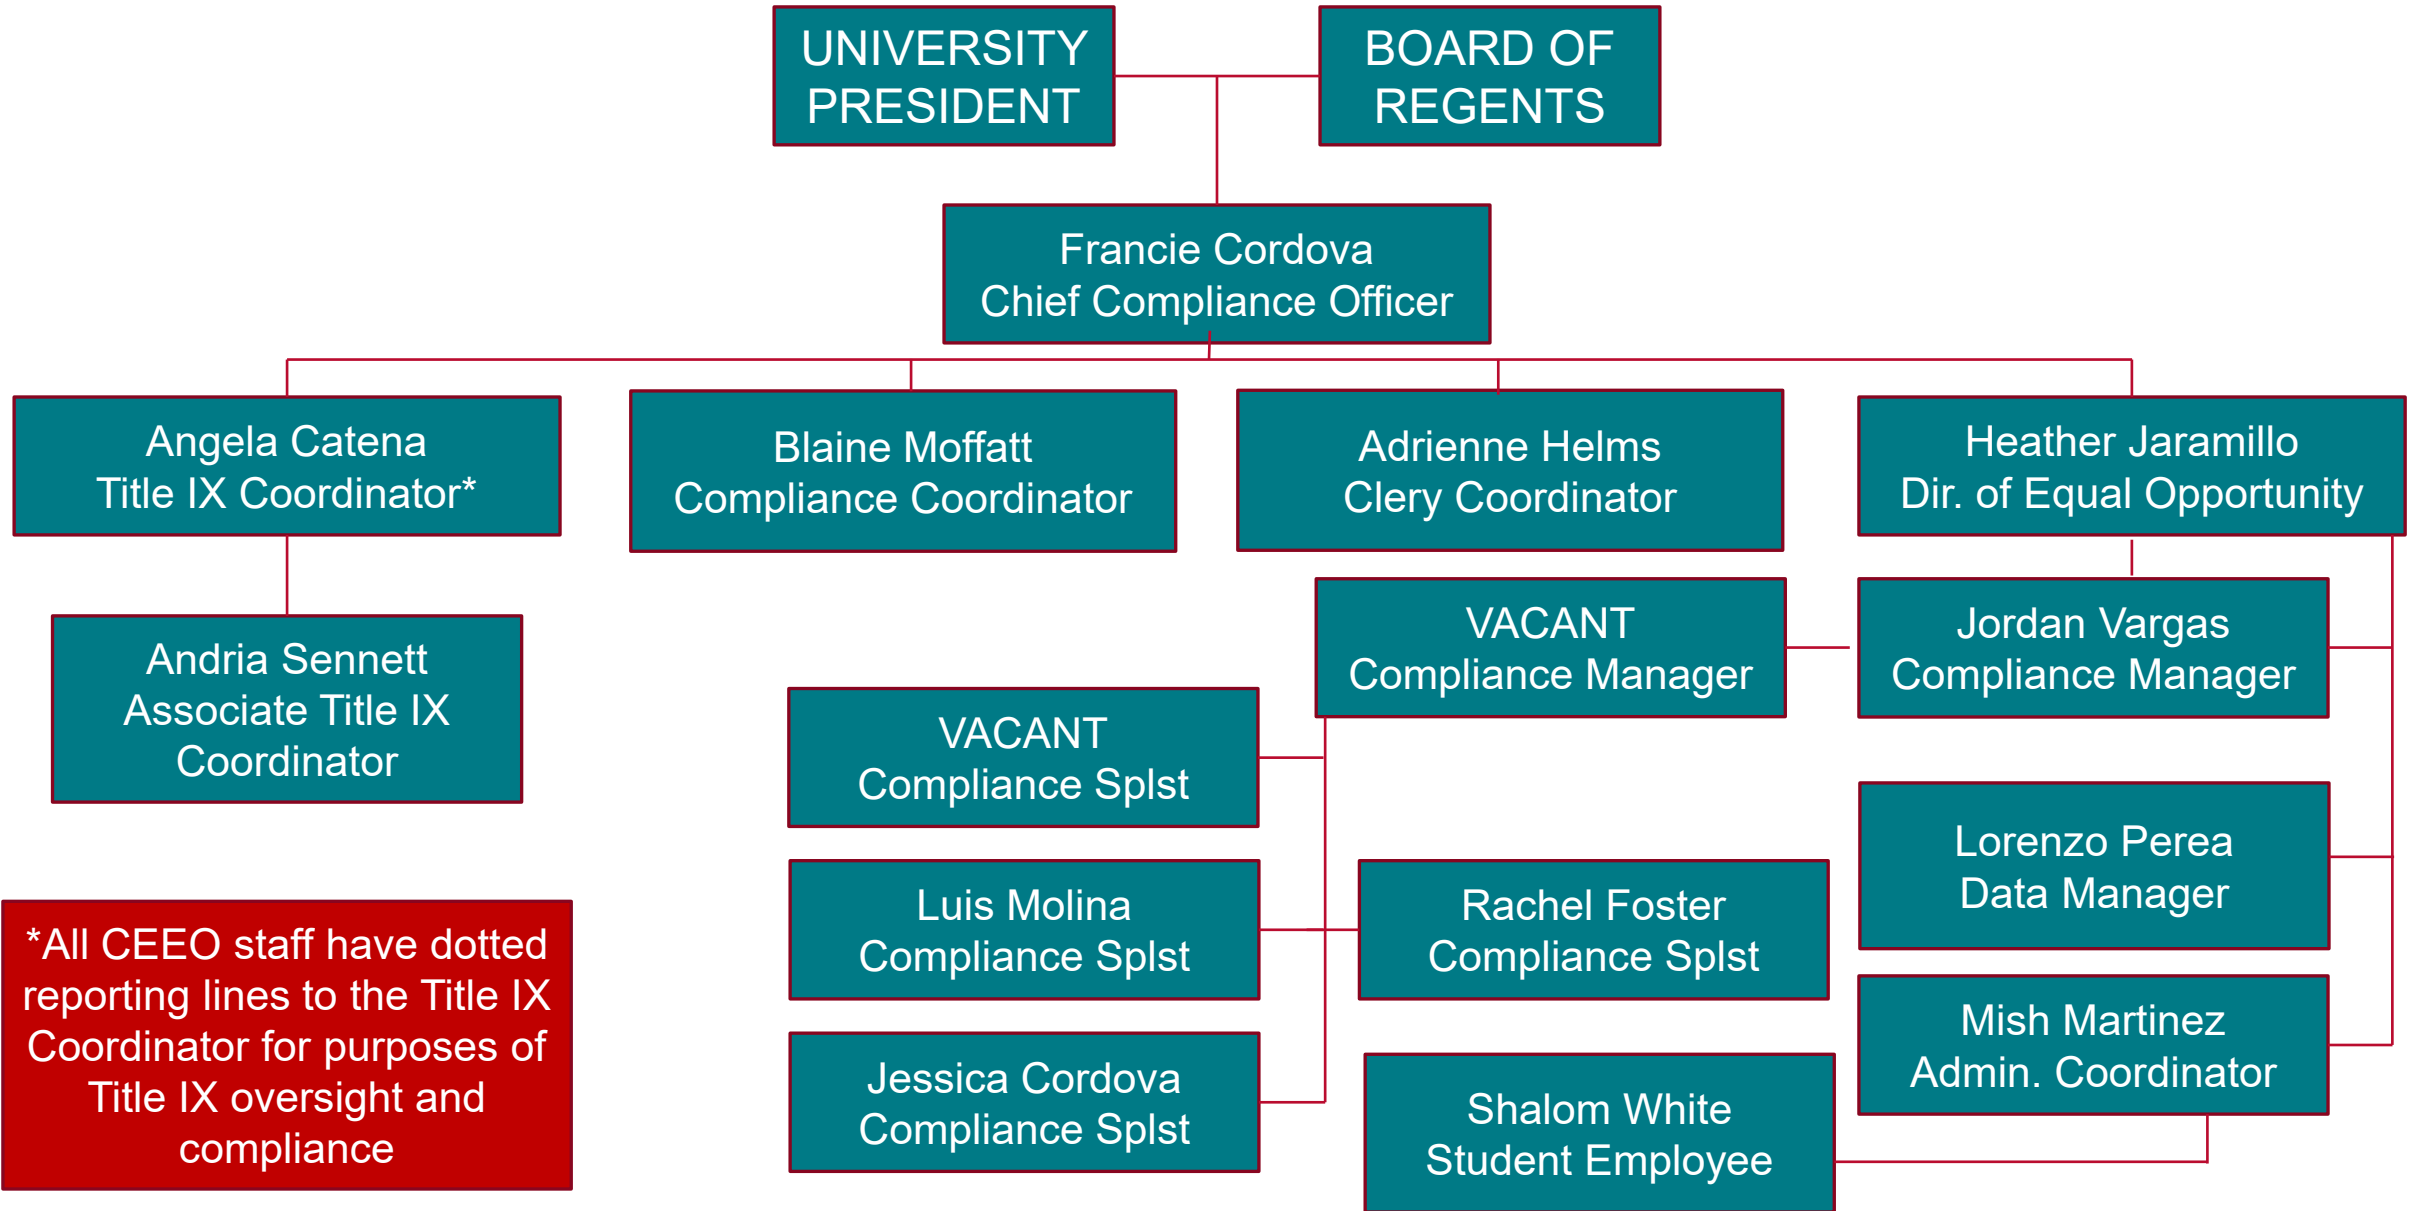 UNIVERSITY
PRESIDENT
BOARD OF
REGENTS
Francie Cordova
Chief Compliance Officer
Angela Catena
Title IX Coordinator*
Blaine Moffatt
Compliance Coordinator
Adrienne Helms
Clery Coordinator
Heather Jaramillo
Dir. of Equal Opportunity
Andria Sennett
Associate Title IX
Coordinator
VACANT
Compliance Manager
Jordan Vargas
Compliance Manager
VACANT
Compliance Splst
Lorenzo Perea
Data Manager
Luis Molina
Compliance Splst
Rachel Foster
Compliance Splst
Mish Martinez
Admin. Coordinator
Jessica Cordova
Compliance Splst
Shalom White
Student Employee
*All CEEO staff have dotted
reporting lines to the Title IX
Coordinator for purposes of
Title IX oversight and
compliance